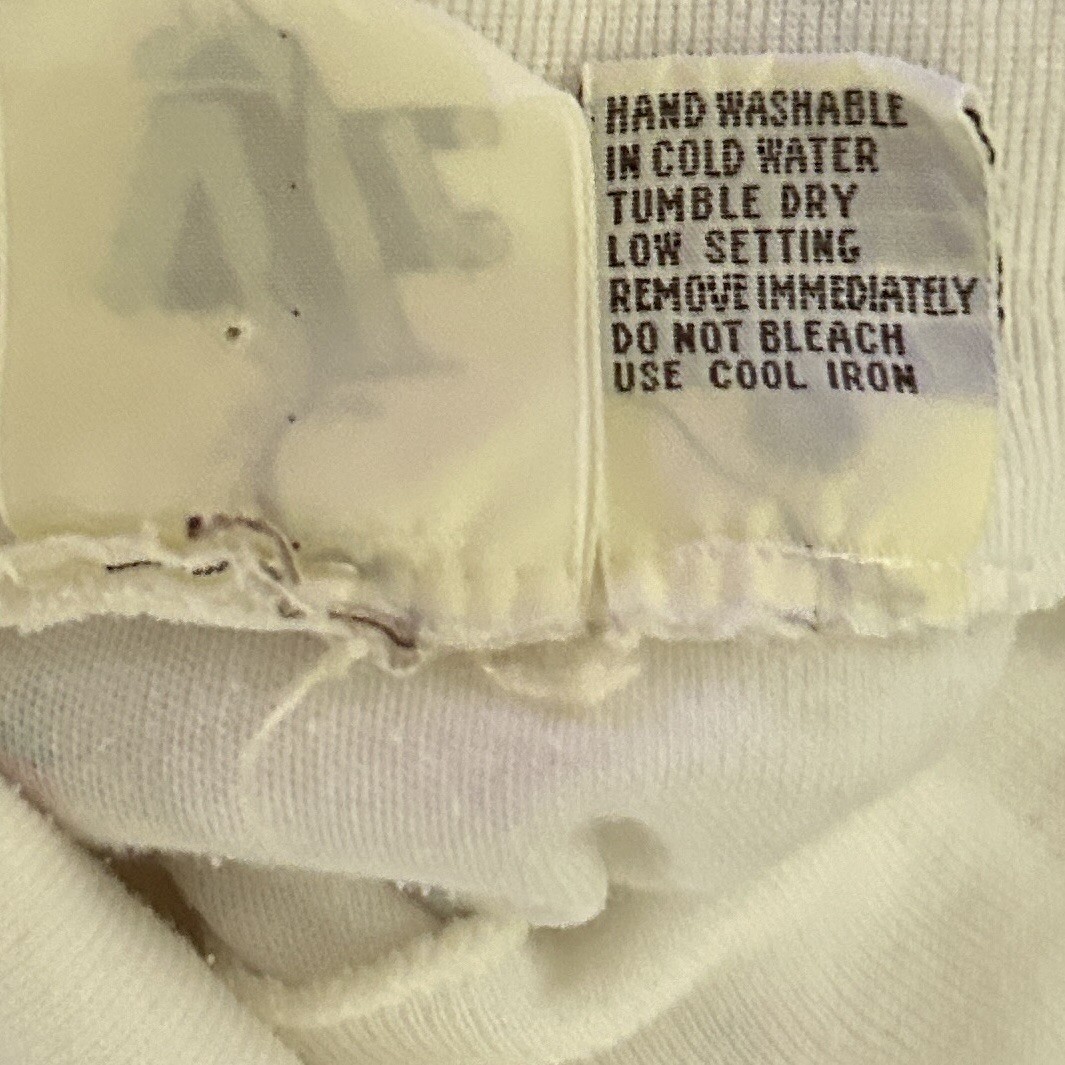 HAND WASHABLE
IN COLD WATER
TUMBLE DRY
LOW SETTING
REMOVE IMMEDIATELY
DO NOT BLEACH
USE COOL IRON